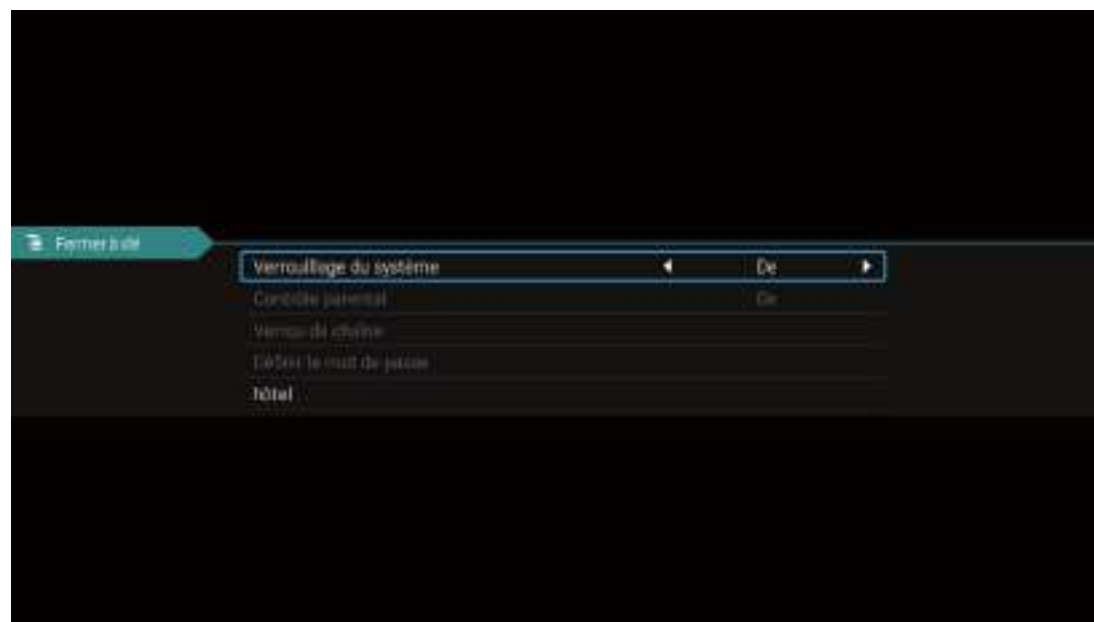 Fermer à clé
Verrouillage du système De
Contrôle parental De
Verrou de chaîne
Définir le mot de passe
hôtel